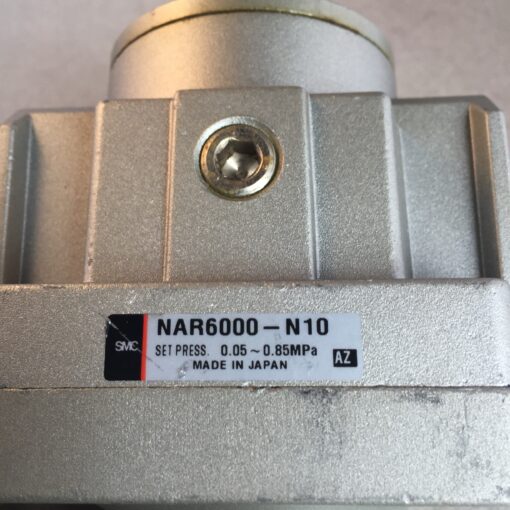 SMC
NAR6000-N10
SET PRESS. 0.05~0.85MPa
MADE IN JAPAN
AZ